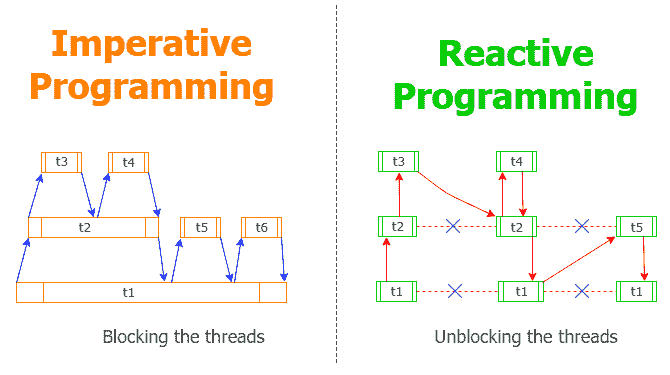 Imperative
Programming
t3
t4
t2
t5
t6
t1
Blocking the threads
Reactive
Programming
t3
t4
t2
t2
t5
t1
t1
t1
Unblocking the threads